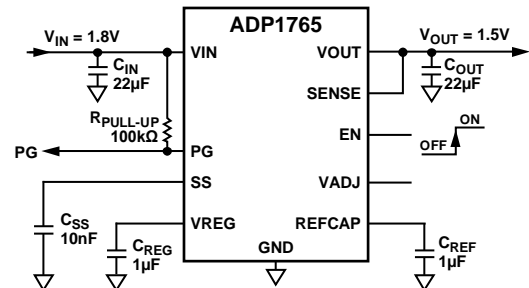 ADP1765
V_IN = 1.8V
VIN
VOUT
V_OUT = 1.5V
C_IN
22µF
C_OUT
22µF
SENSE
R_PULL-UP
100kΩ
EN
ON
OFF
PG
PG
SS
VADJ
C_SS
10nF
VREG
REFCAP
C_REG
1µF
GND
C_REF
1µF